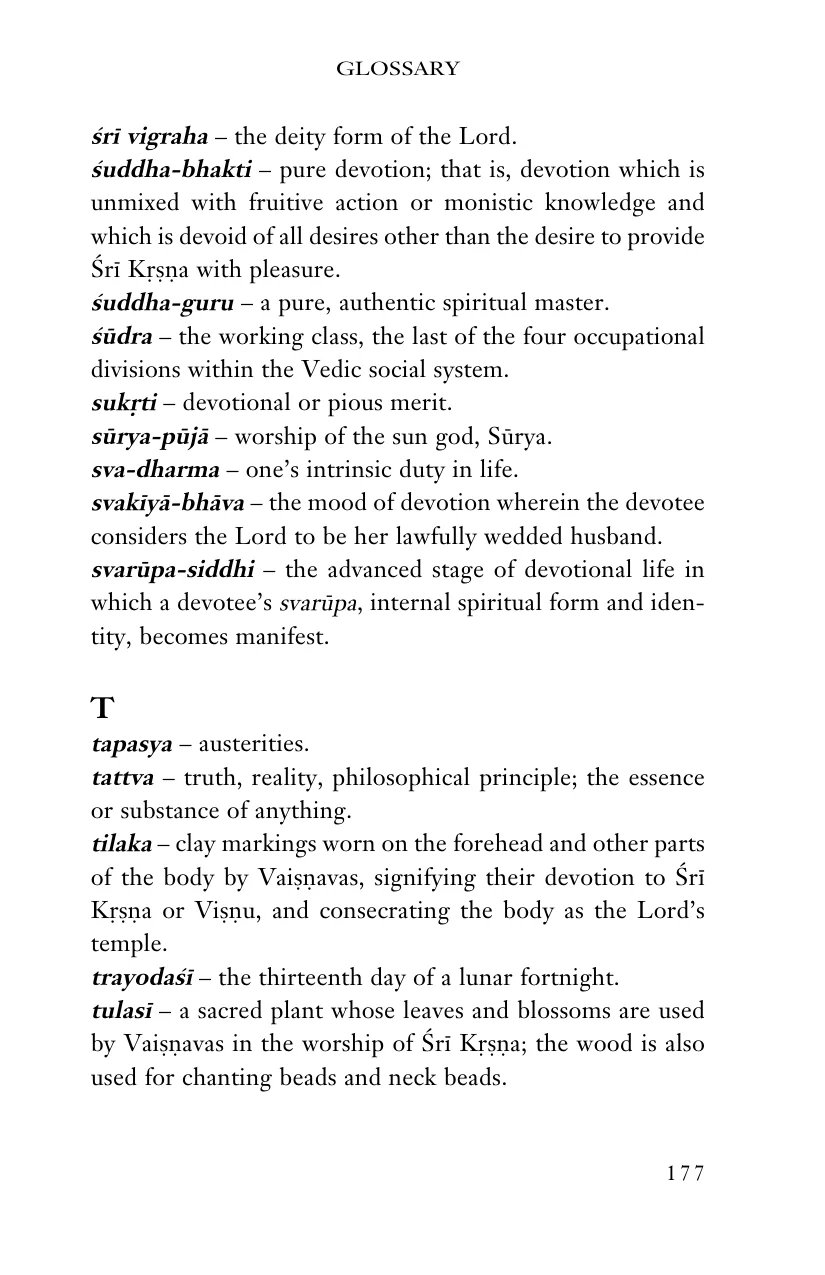 GLOSSARY
śrī vigraha – the deity form of the Lord.
śuddha-bhakti – pure devotion; that is, devotion which is
unmixed with fruitive action or monistic knowledge and
which is devoid of all desires other than the desire to provide
Śrī Kṛṣṇa with pleasure.
śuddha-guru – a pure, authentic spiritual master.
śūdra – the working class, the last of the four occupational
divisions within the Vedic social system.
sukṛti – devotional or pious merit.
sūrya-pūjā – worship of the sun god, Sūrya.
sva-dharma – one’s intrinsic duty in life.
svakīyā-bhāva – the mood of devotion wherein the devotee
considers the Lord to be her lawfully wedded husband.
svarūpa-siddhi – the advanced stage of devotional life in
which a devotee’s svarūpa, internal spiritual form and iden-
tity, becomes manifest.
T
tapasya – austerities.
tattva – truth, reality, philosophical principle; the essence
or substance of anything.
tilaka – clay markings worn on the forehead and other parts
of the body by Vaiṣṇavas, signifying their devotion to Śrī
Kṛṣṇa or Viṣṇu, and consecrating the body as the Lord’s
temple.
trayodaśī – the thirteenth day of a lunar fortnight.
tulasī – a sacred plant whose leaves and blossoms are used
by Vaiṣṇavas in the worship of Śrī Kṛṣṇa; the wood is also
used for chanting beads and neck beads.
177